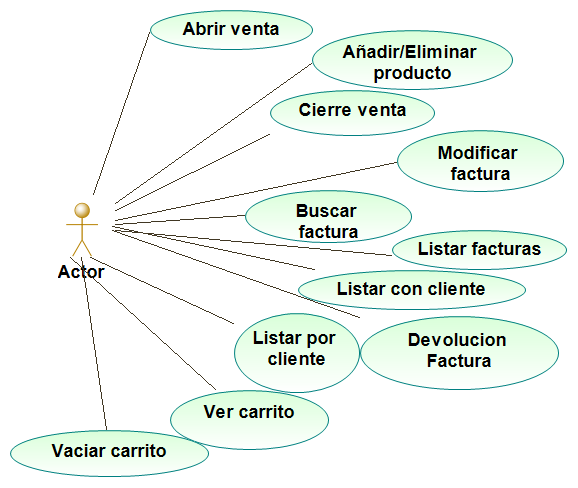 Abrir venta
Añadir/Eliminar
producto
Cierre venta
Modificar
factura
Buscar
factura
Listar facturas
Actor
Listar con cliente
Listar por
cliente
Devolucion
Factura
Ver carrito
Vaciar carrito